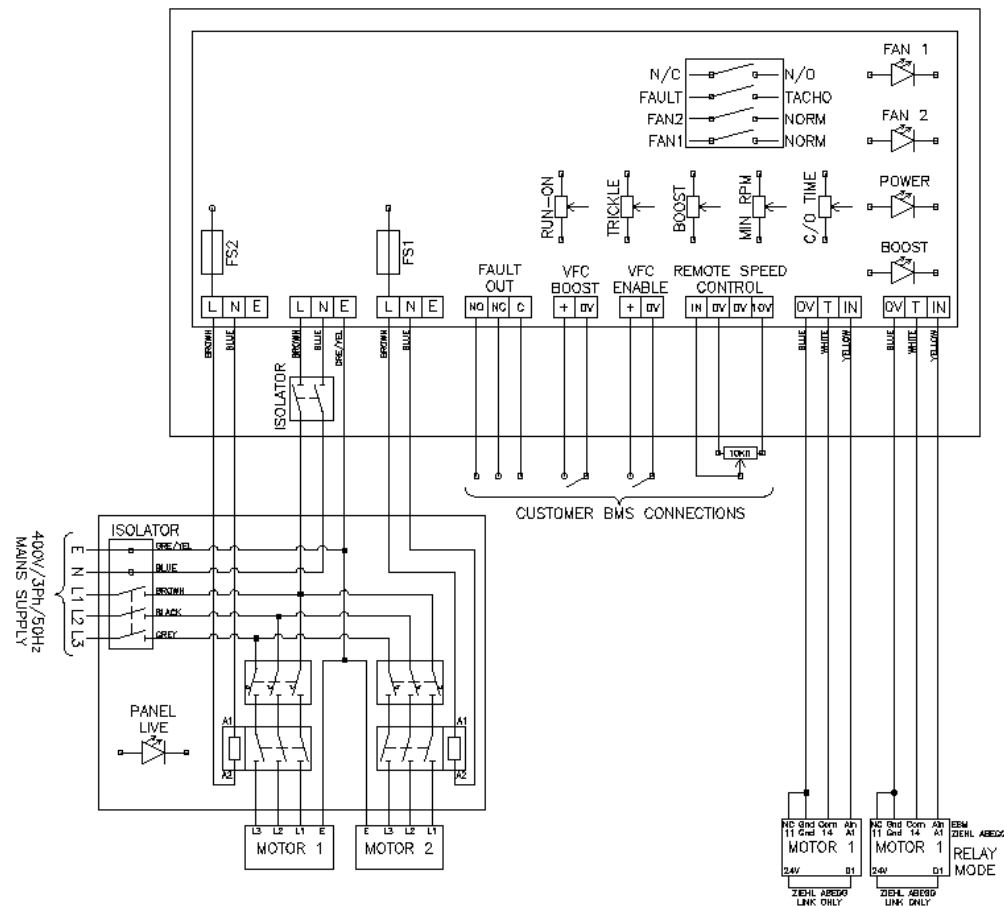 FAN 1
N/C N/O
FAULT TACHO
FAN2 NORM
FAN1 NORM
FAN 2
POWER
BOOST
RUN-ON
TRICKLE
BOOST
MIN RPM
C/O TIME
FS2
FS1
FAULT OUT
VFC BOOST
VFC ENABLE
REMOTE SPEED CONTROL
L N E
L N E
L N
NO NC C
+ 0V
+ 0V
IN 0V 0V 10V
0V T IN
0V T IN
BROWN
BLUE
BROWN
BLUE
GRE/YEL
BROWN
BLUE
BLUE
WHITE
YELLOW
BLUE
WHITE
YELLOW
ISOLATOR
10KΩ
CUSTOMER BMS CONNECTIONS
400V/3Ph/50Hz
MAINS SUPPLY
ISOLATOR
E
N
L1
L2
L3
GRE/YEL
BLUE
BROWN
BLACK
GREY
PANEL
LIVE
A1
A2
A1
A2
L3 L2 L1 E
MOTOR 1
E L3 L2 L1
MOTOR 2
NC Gnd Com Ain
11 Gnd 14 A1
MOTOR 1
24V D1
ZIEHL ABEGG
LINK ONLY
NC Gnd Com Ain
11 Gnd 14 A1
MOTOR 1
24V D1
ZIEHL ABEGG
LINK ONLY
EBM
ZIEHL ABEGG
RELAY
MODE